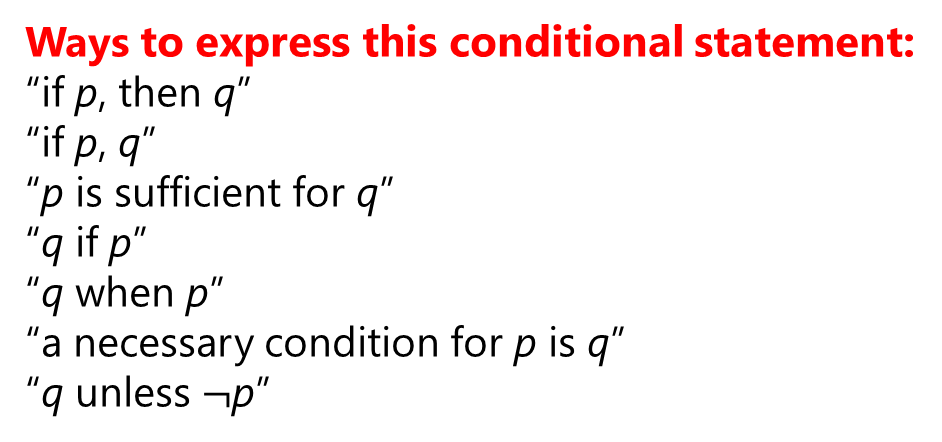 Ways to express this conditional statement:
“if p, then q”
“if p, q”
“p is sufficient for q”
“q if p”
“q when p”
“a necessary condition for p is q”
“q unless ¬p”